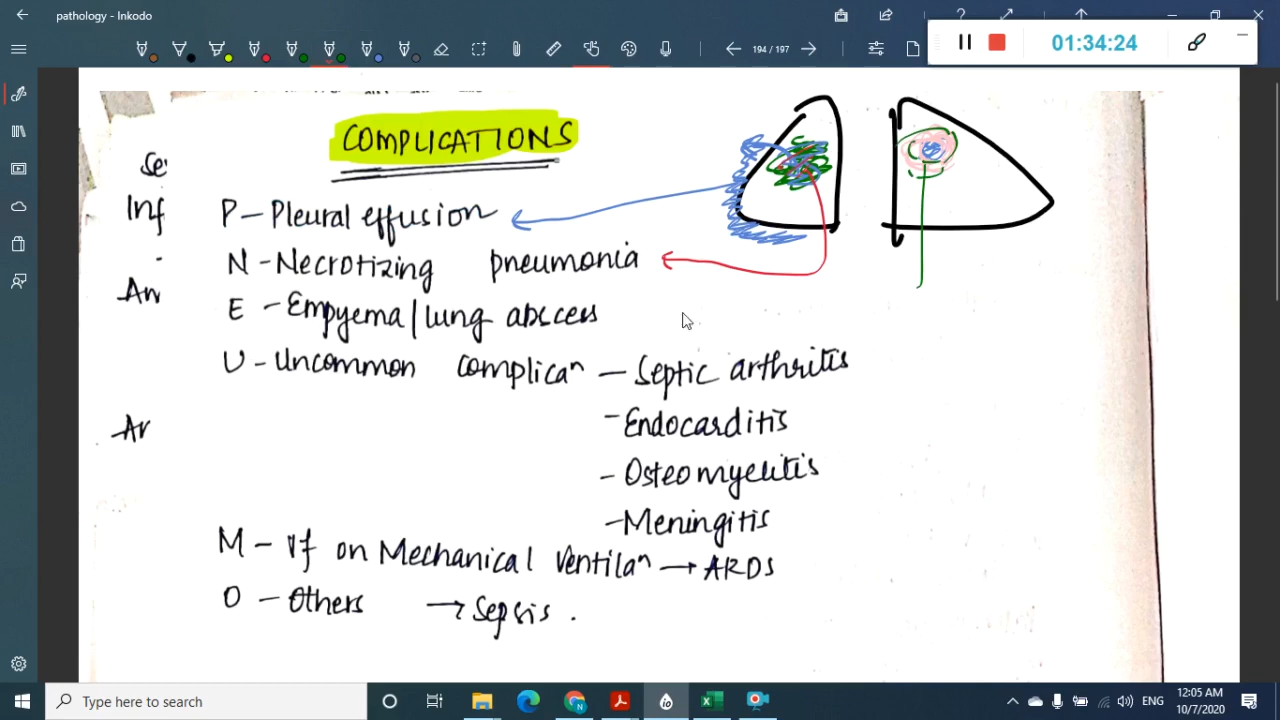 pathology - Inkodo
194 / 197
01:34:24
COMPLICATIONS
Inf
P - Pleural effusion
N - Necrotizing pneumonia
An
E - Empyema / lung abscess
U - Uncommon complicaⁿ - Septic arthritis
- Endocarditis
Ar
- Osteomyelitis
- Meningitis
M - If on Mechanical Ventilaⁿ → ARDS
O - Others → Sepsis .
Type here to search
ENG
12:05 AM
10/7/2020